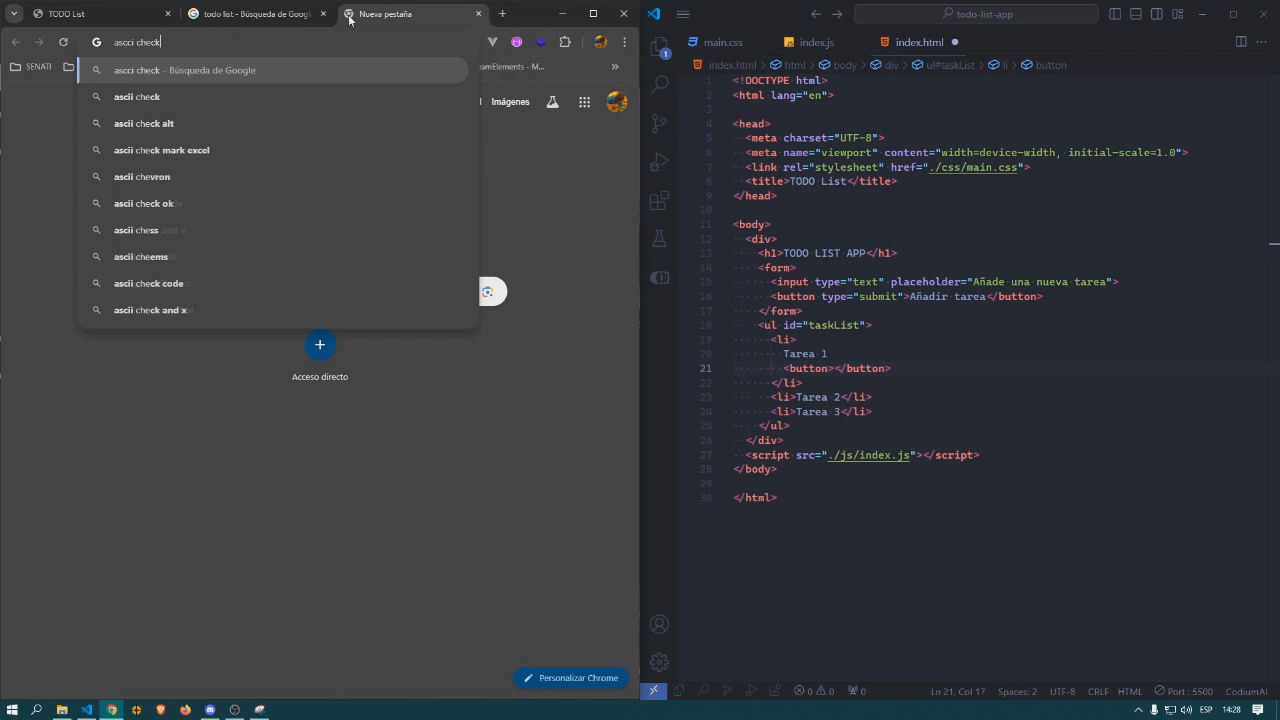 TODO List
todo list - Búsqueda de Google
Nueva pestaña
ascci check
SENATI
eamElements - M...
»
ascci check - Búsqueda de Google
ascii check
ascii check alt
ascii check mark excel
ascii chevron
ascii check ok
ascii chess and x
ascii cheems
ascii check code
ascii check and x
Imágenes
Acceso directo
Personalizar Chrome
todo-list-app
main.css
index.js
index.html
index.html > html > body > div > ul#taskList > li > button
1
1 <!DOCTYPE html>
2 <html lang="en">
3
4 <head>
5 <meta charset="UTF-8">
6 <meta name="viewport" content="width=device-width, initial-scale=1.0">
7 <link rel="stylesheet" href="./css/main.css">
8 <title>TODO List</title>
9 </head>
10
11 <body>
12 <div>
13 <h1>TODO LIST APP</h1>
14 <form>
15 <input type="text" placeholder="Añade una nueva tarea">
16 <button type="submit">Añadir tarea</button>
17 </form>
18 <ul id="taskList">
19 <li>
20 Tarea 1
21 <button></button>
22 </li>
23 <li>Tarea 2</li>
24 <li>Tarea 3</li>
25 </ul>
26 </div>
27 <script src="./js/index.js"></script>
28 </body>
29
30 </html>
0 0 0 Ln 21, Col 17 Spaces: 2 UTF-8 CRLF HTML Port : 5500 CodiumAI
ESP 14:28